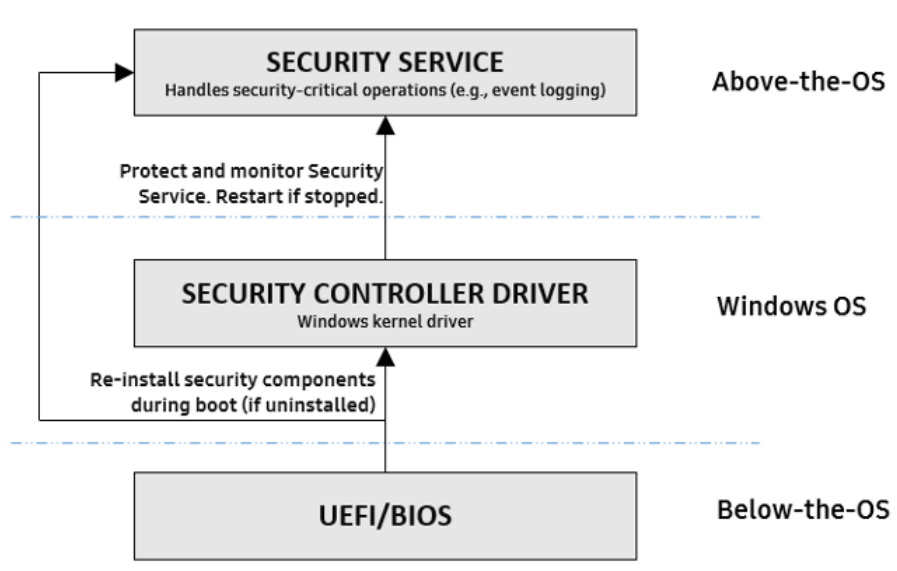 SECURITY SERVICE
Handles security-critical operations (e.g., event logging)
Above-the-OS
Protect and monitor Security
Service. Restart if stopped.
SECURITY CONTROLLER DRIVER
Windows kernel driver
Windows OS
Re-install security components
during boot (if uninstalled)
UEFI/BIOS
Below-the-OS